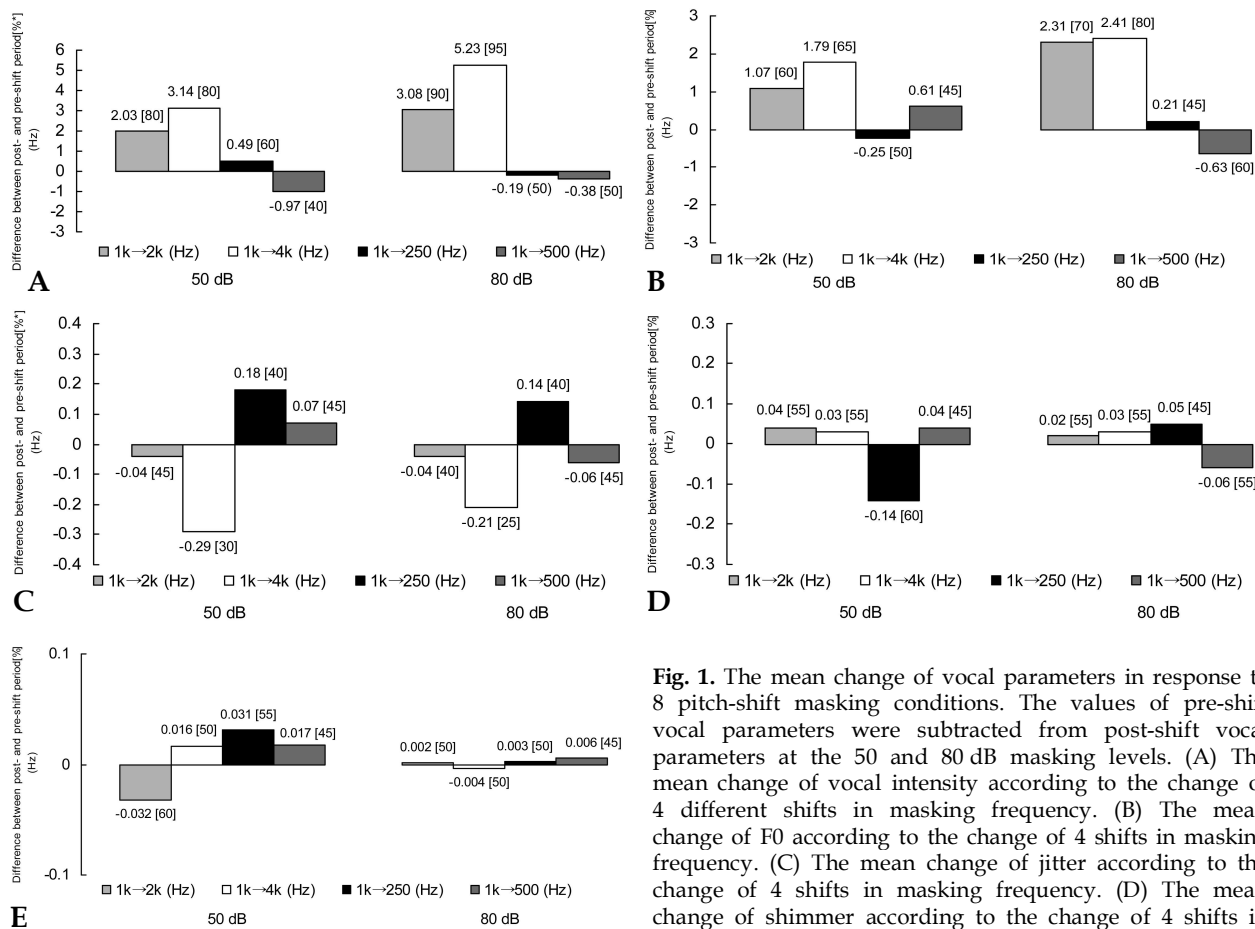 Difference between post- and pre-shift period[%*]
(Hz)
6
5
4
3
2
1
0
-1
-2
-3
2.03 [80]
3.14 [80]
0.49 [60]
-0.97 [40]
3.08 [90]
5.23 [95]
-0.19 (50)
-0.38 [50]
1k→2k (Hz) 1k→4k (Hz) 1k→250 (Hz) 1k→500 (Hz)
50 dB 80 dB
A
Difference between post- and pre-shift period[%]
(Hz)
3
2
1
0
-1
-2
-3
1.07 [60]
1.79 [65]
-0.25 [50]
0.61 [45]
2.31 [70]
2.41 [80]
0.21 [45]
-0.63 [60]
1k→2k (Hz) 1k→4k (Hz) 1k→250 (Hz) 1k→500 (Hz)
50 dB 80 dB
B
Difference between post- and pre-shift period[%*]
(Hz)
0.4
0.3
0.2
0.1
0
-0.1
-0.2
-0.3
-0.4
-0.04 [45]
-0.29 [30]
0.18 [40]
0.07 [45]
-0.04 [40]
-0.21 [25]
0.14 [40]
-0.06 [45]
1k→2k (Hz) 1k→4k (Hz) 1k→250 (Hz) 1k→500 (Hz)
50 dB 80 dB
C
Difference between post- and pre-shift period[%]
(Hz)
0.3
0.2
0.1
0
-0.1
-0.2
-0.3
0.04 [55]
0.03 [55]
-0.14 [60]
0.04 [45]
0.02 [55]
0.03 [55]
0.05 [45]
-0.06 [55]
1k→2k (Hz) 1k→4k (Hz) 1k→250 (Hz) 1k→500 (Hz)
50 dB 80 dB
D
Difference between post- and pre-shift period[%]
(Hz)
0.1
0
-0.1
-0.032 [60]
0.016 [50]
0.031 [55]
0.017 [45]
0.002 [50]
-0.004 [50]
0.003 [50]
0.006 [45]
1k→2k (Hz) 1k→4k (Hz) 1k→250 (Hz) 1k→500 (Hz)
50 dB 80 dB
E
Fig. 1. The mean change of vocal parameters in response t
8 pitch-shift masking conditions. The values of pre-shi
vocal parameters were subtracted from post-shift voca
parameters at the 50 and 80 dB masking levels. (A) Th
mean change of vocal intensity according to the change o
4 different shifts in masking frequency. (B) The mea
change of F0 according to the change of 4 shifts in maskin
frequency. (C) The mean change of jitter according to th
change of 4 shifts in masking frequency. (D) The mea
change of shimmer according to the change of 4 shifts i